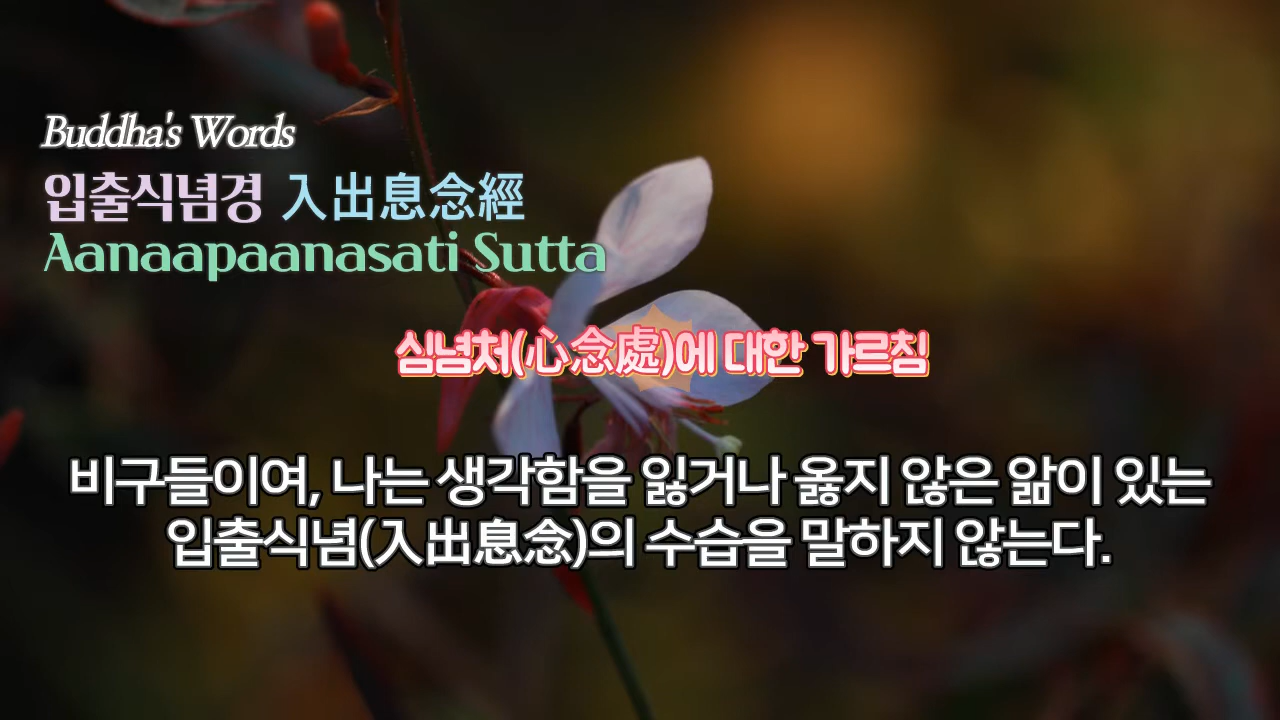 Buddha's Words
입출식념경 入出息念經
Aanaapaanasati Sutta
심념처(心念處)에 대한 가르침
비구들이여, 나는 생각함을 잃거나 옳지 않은 앎이 있는
입출식념(入出息念)의 수습을 말하지 않는다.